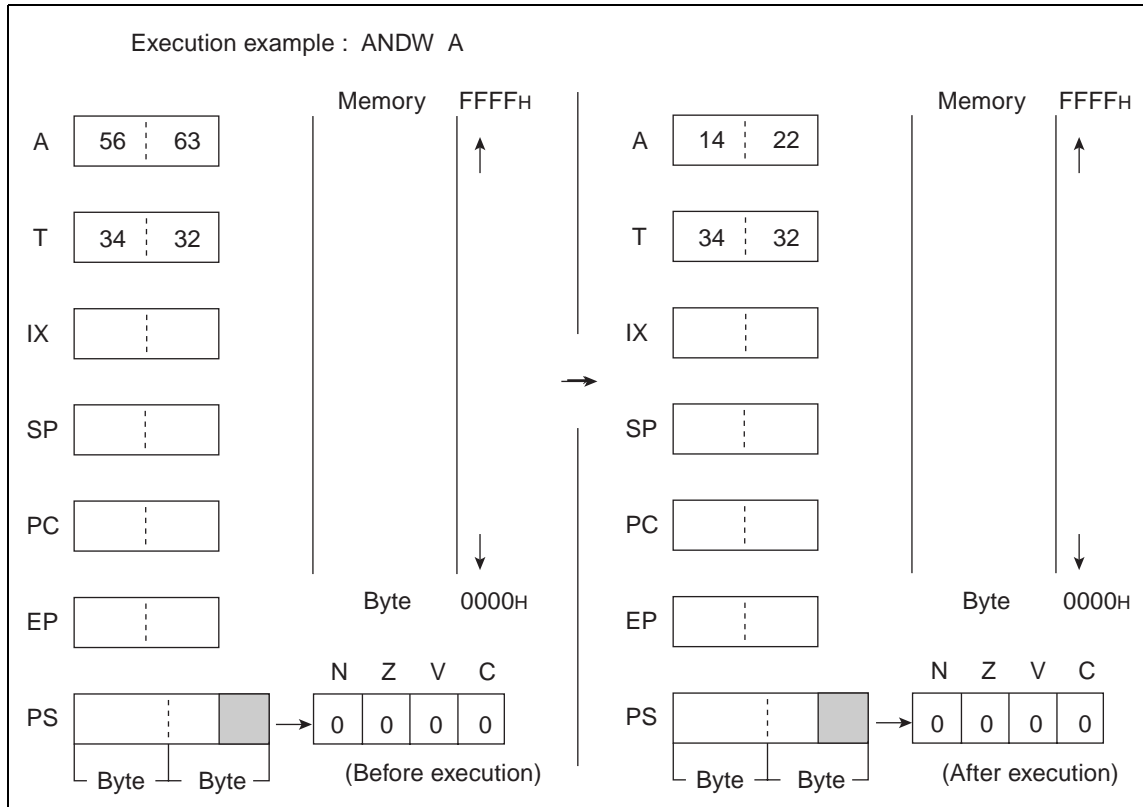 Execution example : ANDW A
Memory FFFFH
A 56 63
T 34 32
IX
SP
PC
Byte 0000H
EP
N Z V C
PS 0 0 0 0
Byte Byte (Before execution)
Memory FFFFH
A 14 22
T 34 32
IX
SP
PC
Byte 0000H
EP
N Z V C
PS 0 0 0 0
Byte Byte (After execution)